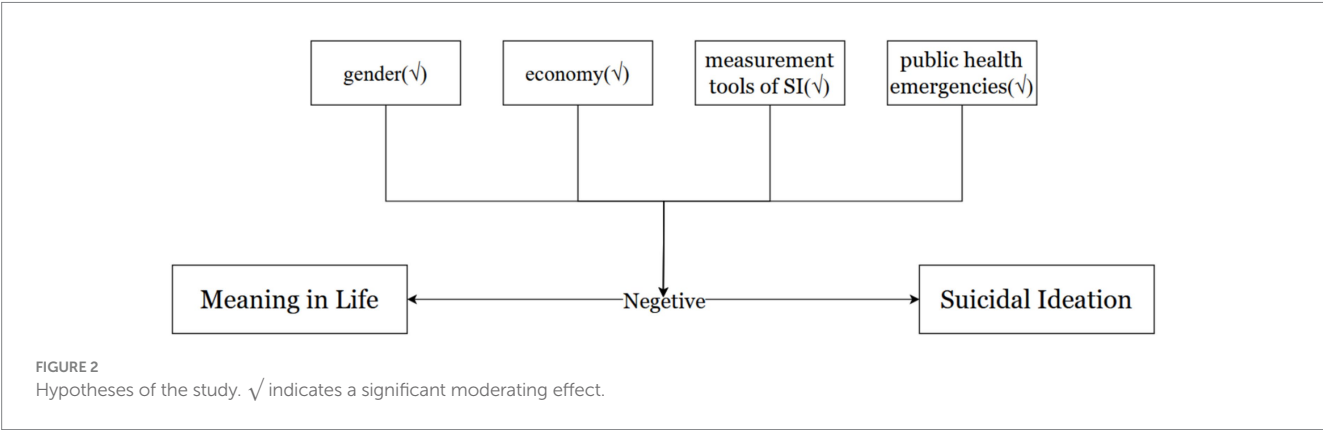 gender(√)
economy(√)
measurement
tools of SI(√)
public health
emergencies(√)
Meaning in Life
Negetive
Suicidal Ideation
FIGURE 2
Hypotheses of the study. √ indicates a significant moderating effect.